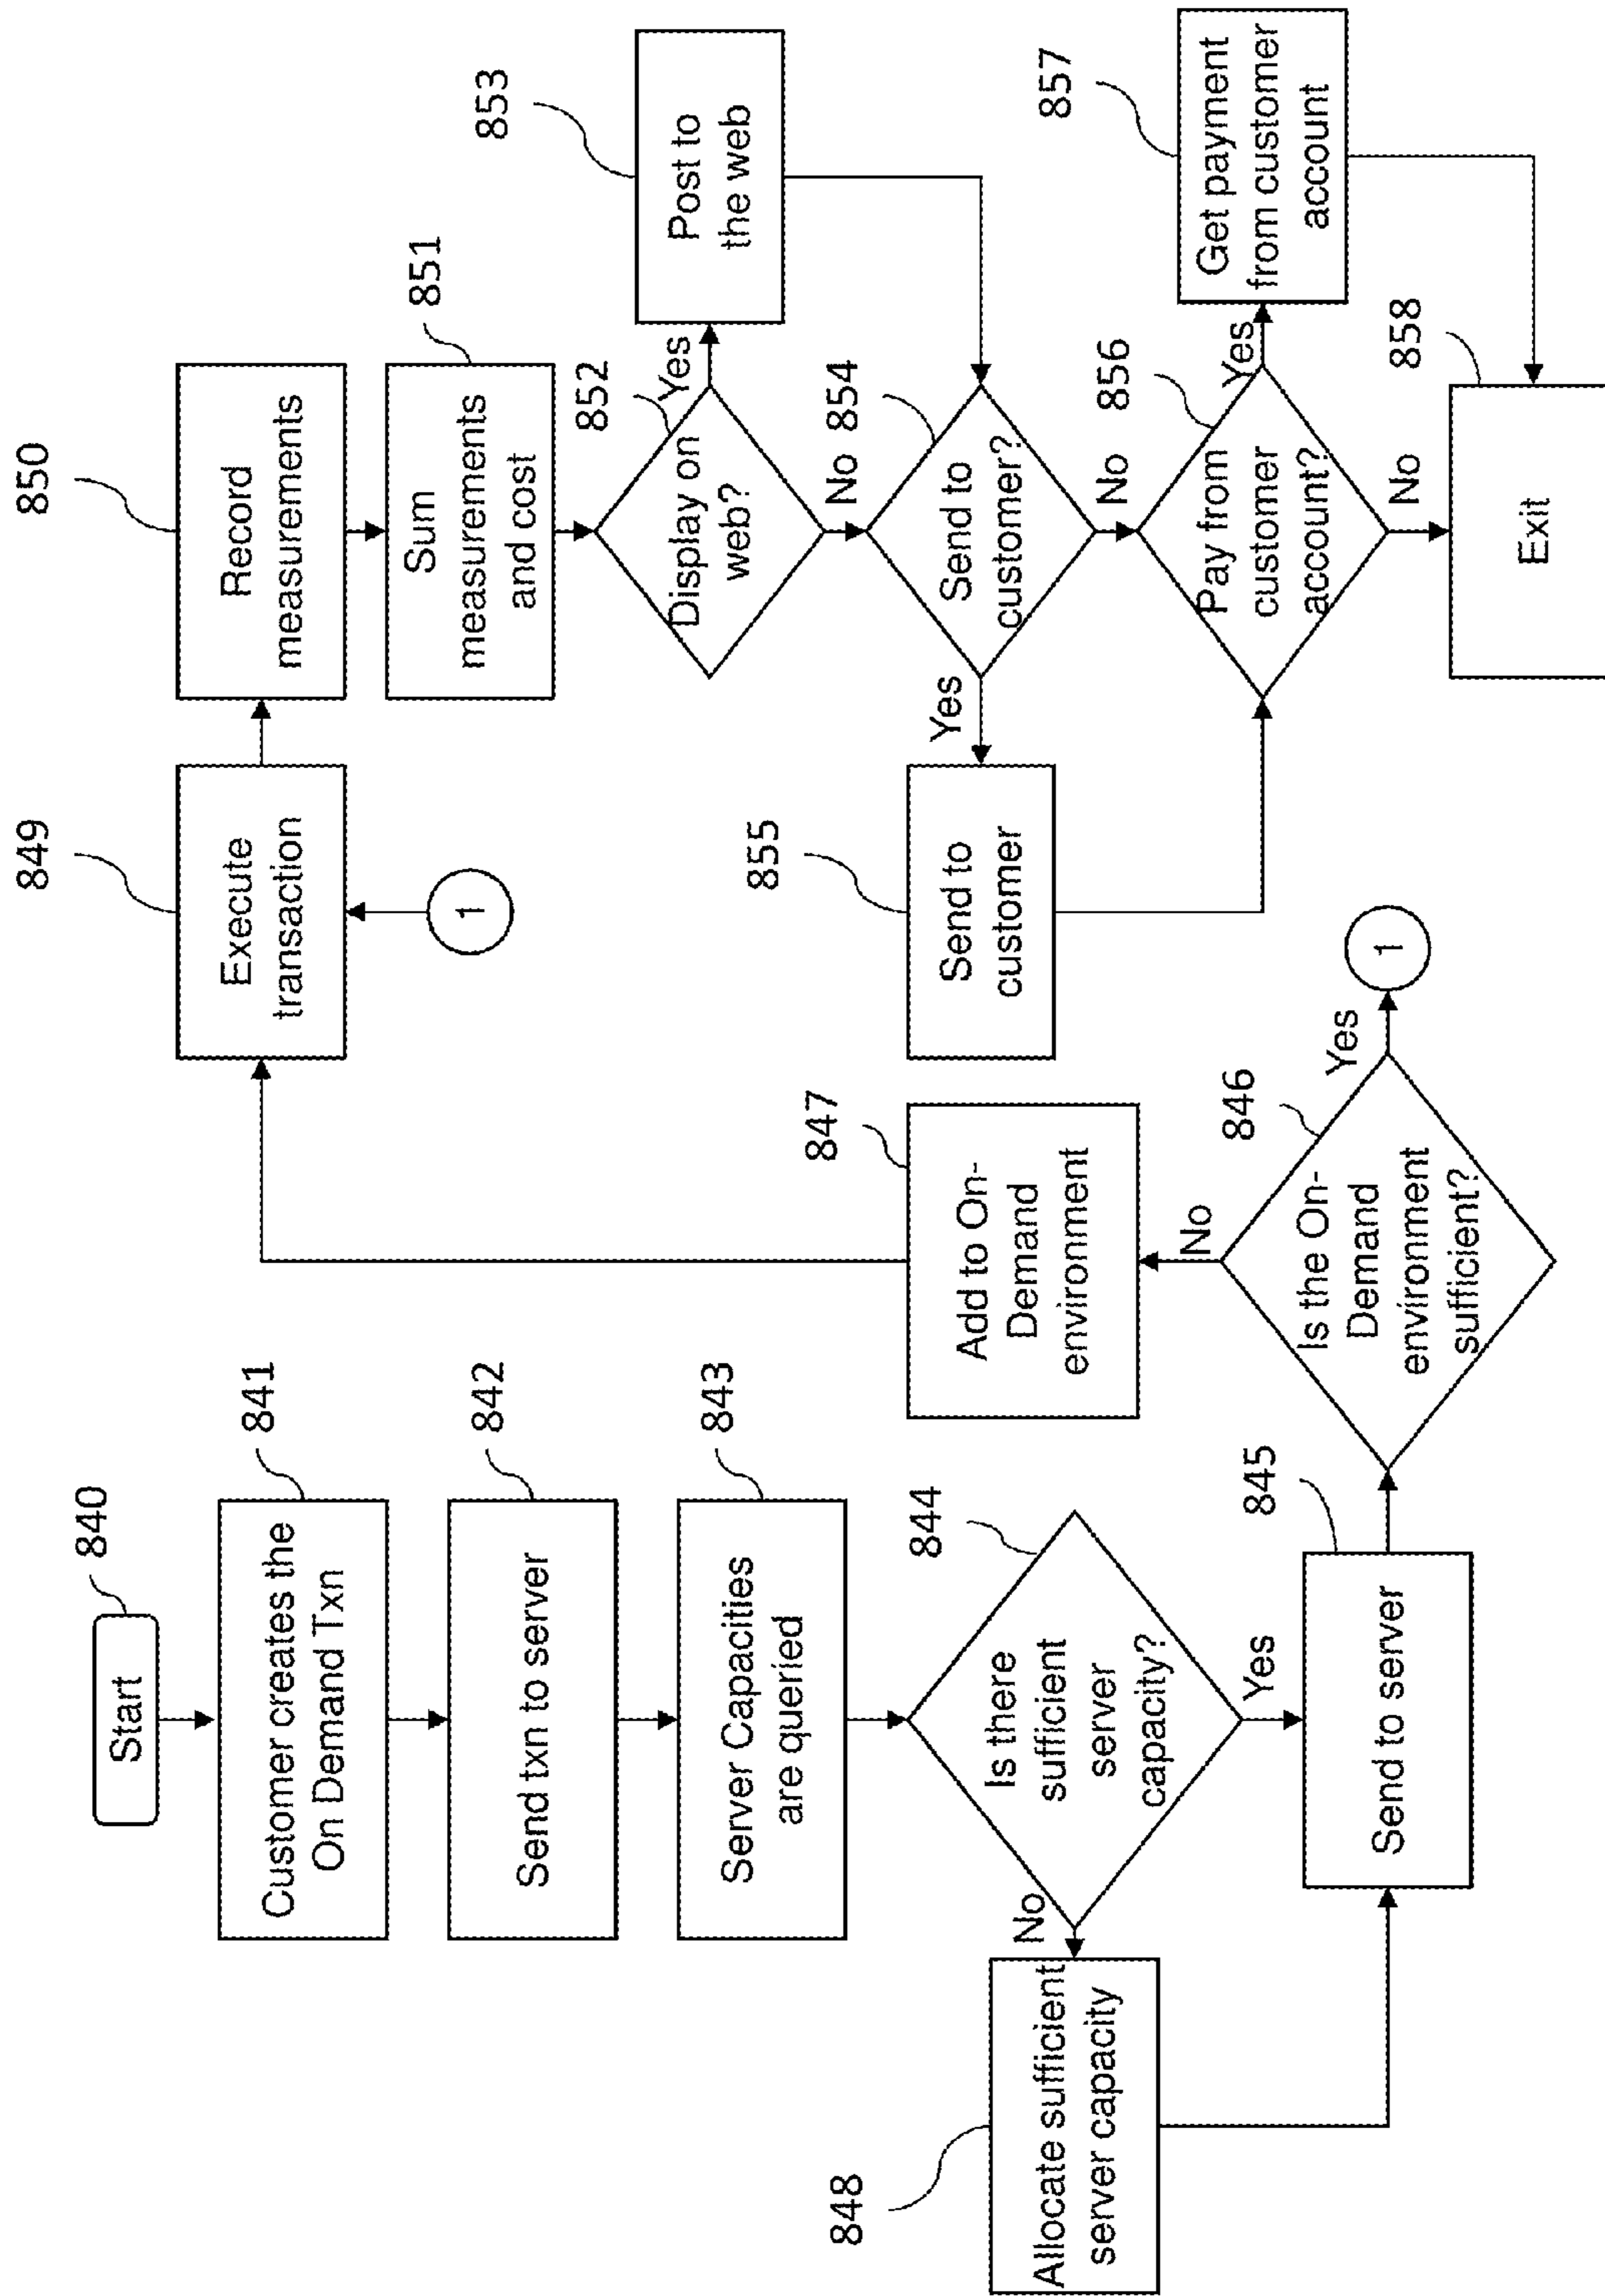 840
Start
841
Customer creates the
On Demand Txn
842
Send txn to server
843
Server Capacities
are queried
844
Is there
sufficient
server
capacity?
No
Yes
848
Allocate sufficient
server capacity
845
Send to server
846
Is the On-
Demand
environment
sufficient?
No
Yes
1
847
Add to On-
Demand
environment
849
Execute
transaction
1
850
Record
measurements
851
Sum
measurements
and cost
852
Display on
web?
Yes
No
853
Post to
the web
854
Send to
customer?
Yes
No
855
Send to
customer
856
Pay from
customer
account?
Yes
No
857
Get payment
from customer
account
858
Exit